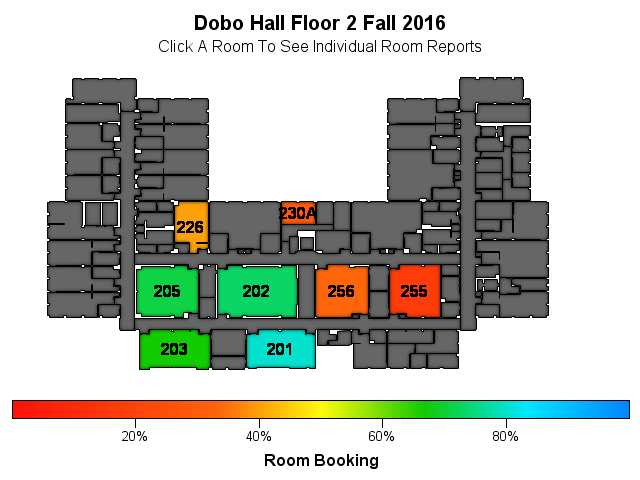 Dobo Hall Floor 2 Fall 2016
Click A Room To See Individual Room Reports
230A
226
205
202
256
255
203
201
20%
40%
60%
80%
Room Booking